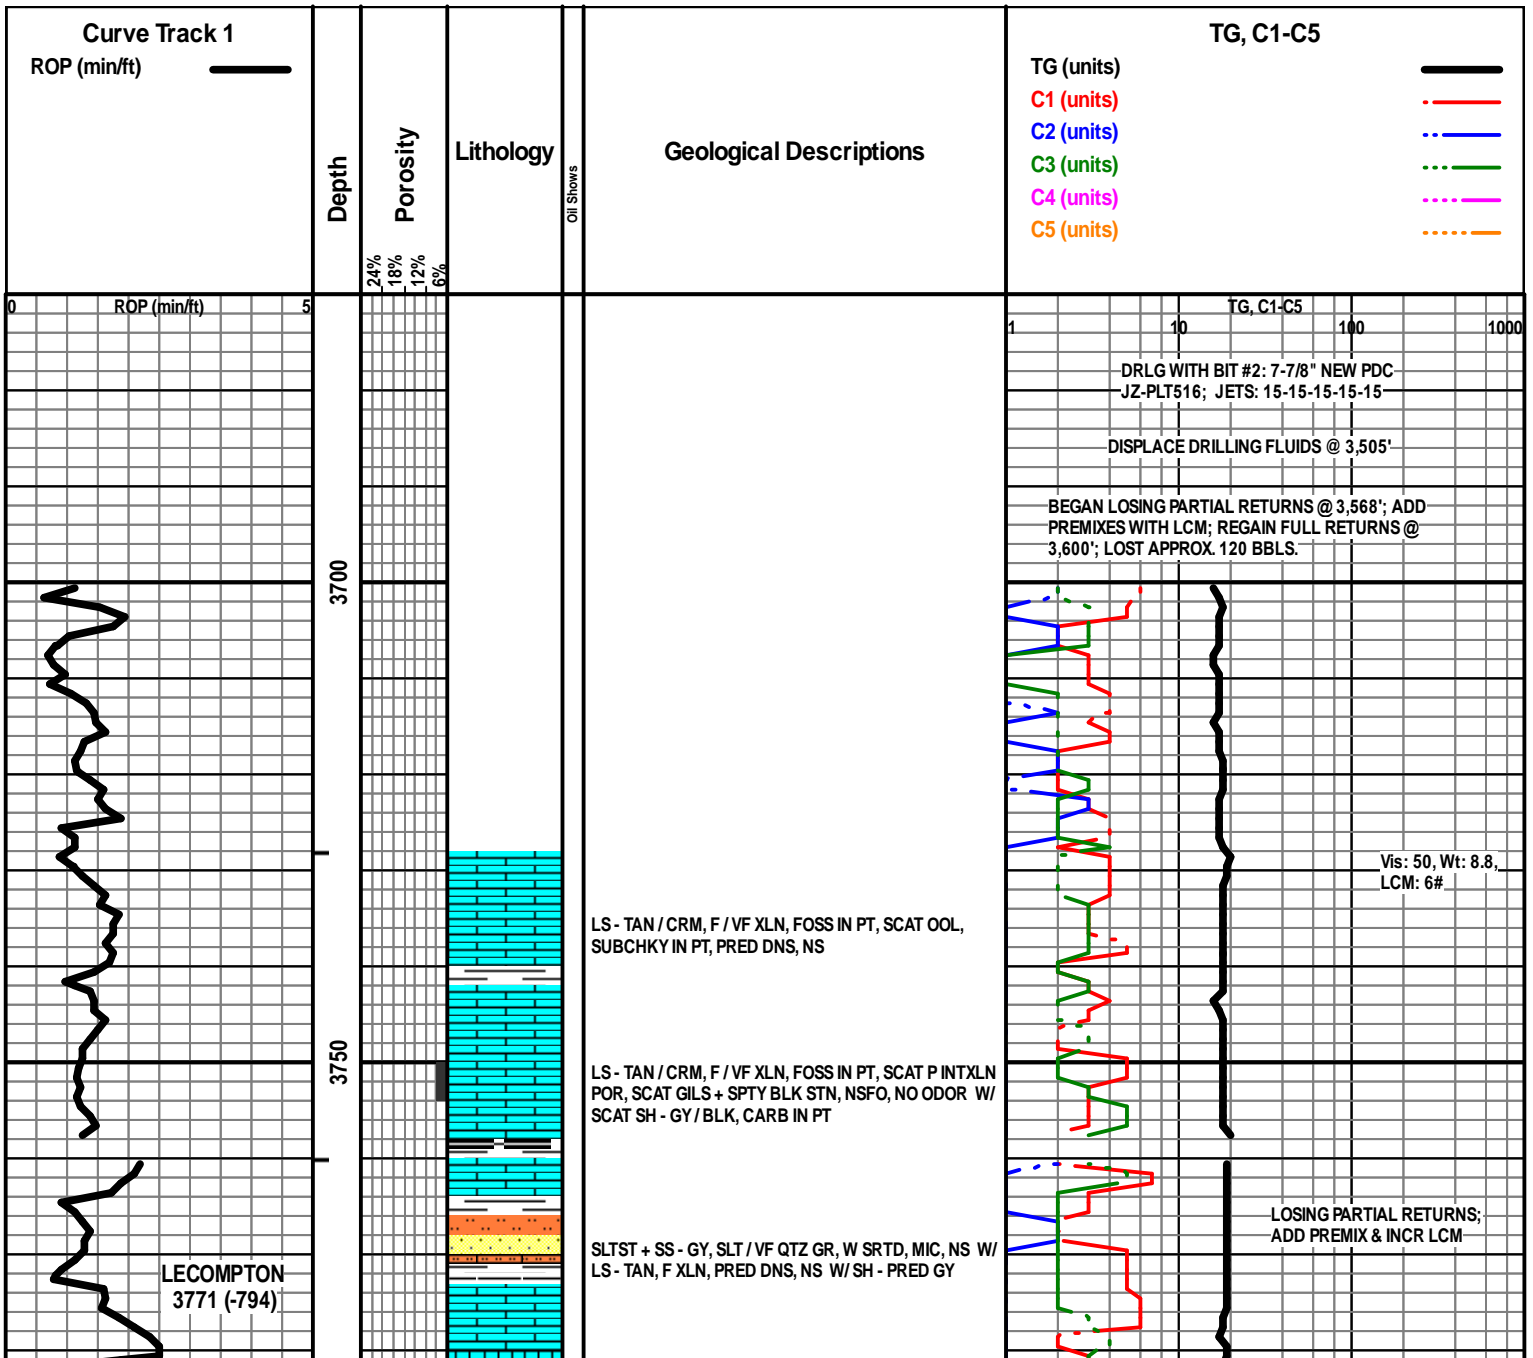 Curve Track 1
ROP (min/ft)
Depth
Porosity
24%
18%
12%
6%
Lithology
Oil Shows
Geological Descriptions
TG, C1-C5
TG (units)
C1 (units)
C2 (units)
C3 (units)
C4 (units)
C5 (units)
0 ROP (min/ft) 5
TG, C1-C5
1 10 100 1000
DRLG WITH BIT #2: 7-7/8" NEW PDC
JZ-PLT516; JETS: 15-15-15-15-15
DISPLACE DRILLING FLUIDS @ 3,505'
BEGAN LOSING PARTIAL RETURNS @ 3,568'; ADD
PREMIXES WITH LCM; REGAIN FULL RETURNS @
3,600'; LOST APPROX. 120 BBLS.
3700
Vis: 50, Wt: 8.8,
LCM: 6#
LS - TAN / CRM, F / VF XLN, FOSS IN PT, SCAT OOL,
SUBCHKY IN PT, PRED DNS, NS
3750
LS - TAN / CRM, F / VF XLN, FOSS IN PT, SCAT P INTXLN
POR, SCAT GILS + SPTY BLK STN, NSFO, NO ODOR W/
SCAT SH - GY / BLK, CARB IN PT
LOSING PARTIAL RETURNS;
ADD PREMIX & INCR LCM
SLTST + SS - GY, SLT / VF QTZ GR, W SRTD, MIC, NS W/
LS - TAN, F XLN, PRED DNS, NS W/ SH - PRED GY
LECOMPTON
3771 (-794)